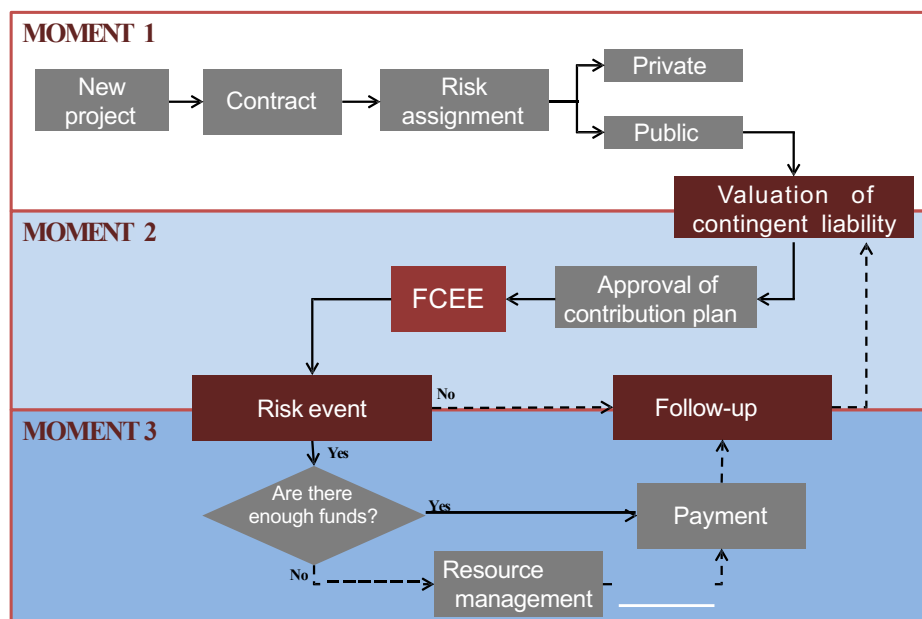 MOMENT 1
New
project
Contract
Risk
assignment
Private
Public
Valuation of
contingent liability
MOMENT 2
FCEE
Approval of
contribution plan
Risk event
No
Follow-up
MOMENT 3
Yes
Are there
enough funds?
Yes
Payment
No
Resource
management